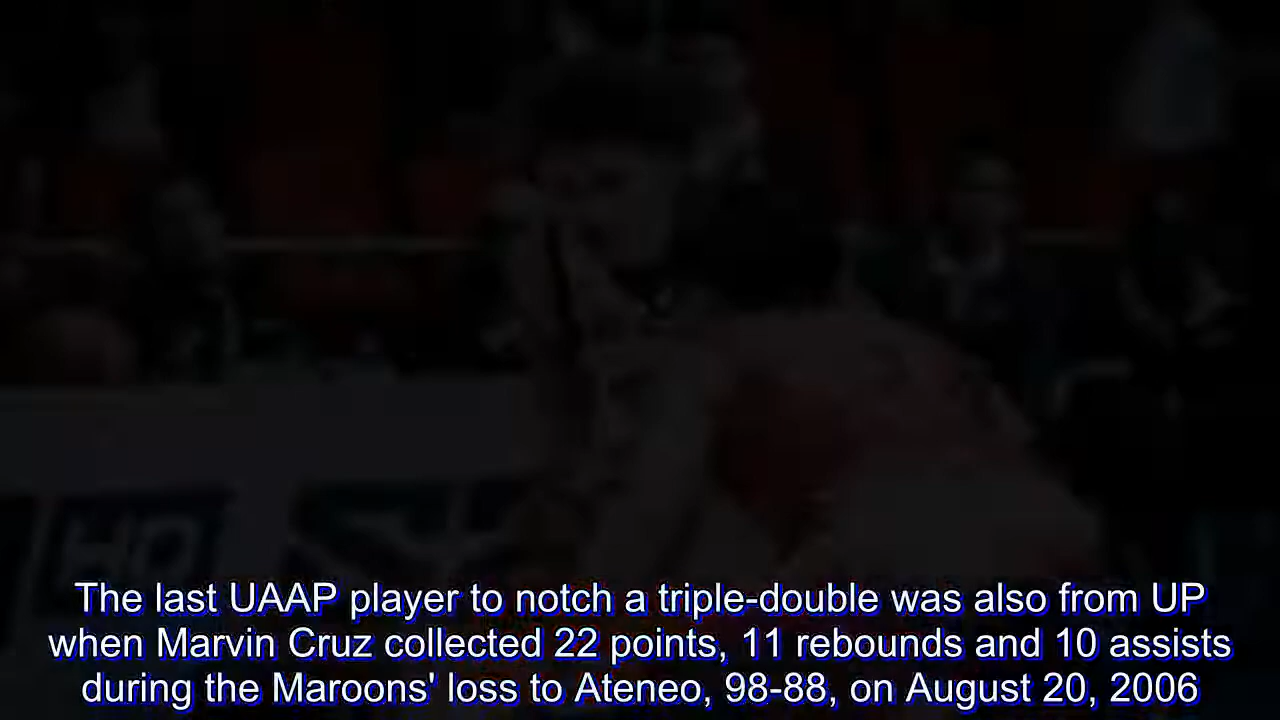 HD
The last UAAP player to notch a triple-double was also from UP
when Marvin Cruz collected 22 points, 11 rebounds and 10 assists
during the Maroons' loss to Ateneo, 98-88, on August 20, 2006